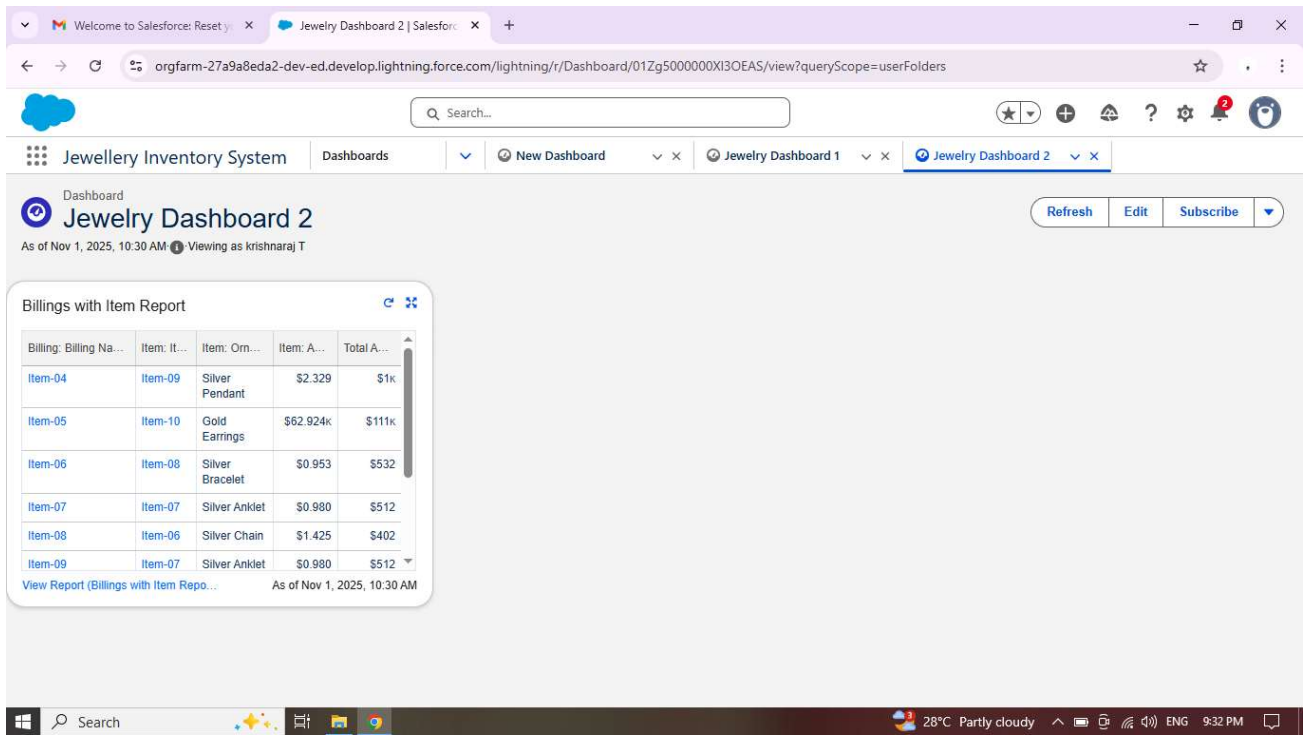 Welcome to Salesforce: Reset y
Jewelry Dashboard 2 | Salesforc
orgfarm-27a9a8eda2-dev-ed.develop.lightning.force.com/lightning/r/Dashboard/01Zg5000000XI3OEAS/view?queryScope=userFolders
Search...
2
Jewellery Inventory System
Dashboards
New Dashboard
Jewelry Dashboard 1
Jewelry Dashboard 2
Dashboard
Jewelry Dashboard 2
As of Nov 1, 2025, 10:30 AM·Viewing as krishnaraj T
Refresh
Edit
Subscribe
Billings with Item Report
Billing: Billing Na... Item: It... Item: Orn... Item: A... Total A...
Item-04 Item-09 Silver Pendant $2.329 $1K
Item-05 Item-10 Gold Earrings $62.924K $111K
Item-06 Item-08 Silver Bracelet $0.953 $532
Item-07 Item-07 Silver Anklet $0.980 $512
Item-08 Item-06 Silver Chain $1.425 $402
Item-09 Item-07 Silver Anklet $0.980 $512
View Report (Billings with Item Repo... As of Nov 1, 2025, 10:30 AM
Search
3
28°C Partly cloudy
ENG
9:32 PM